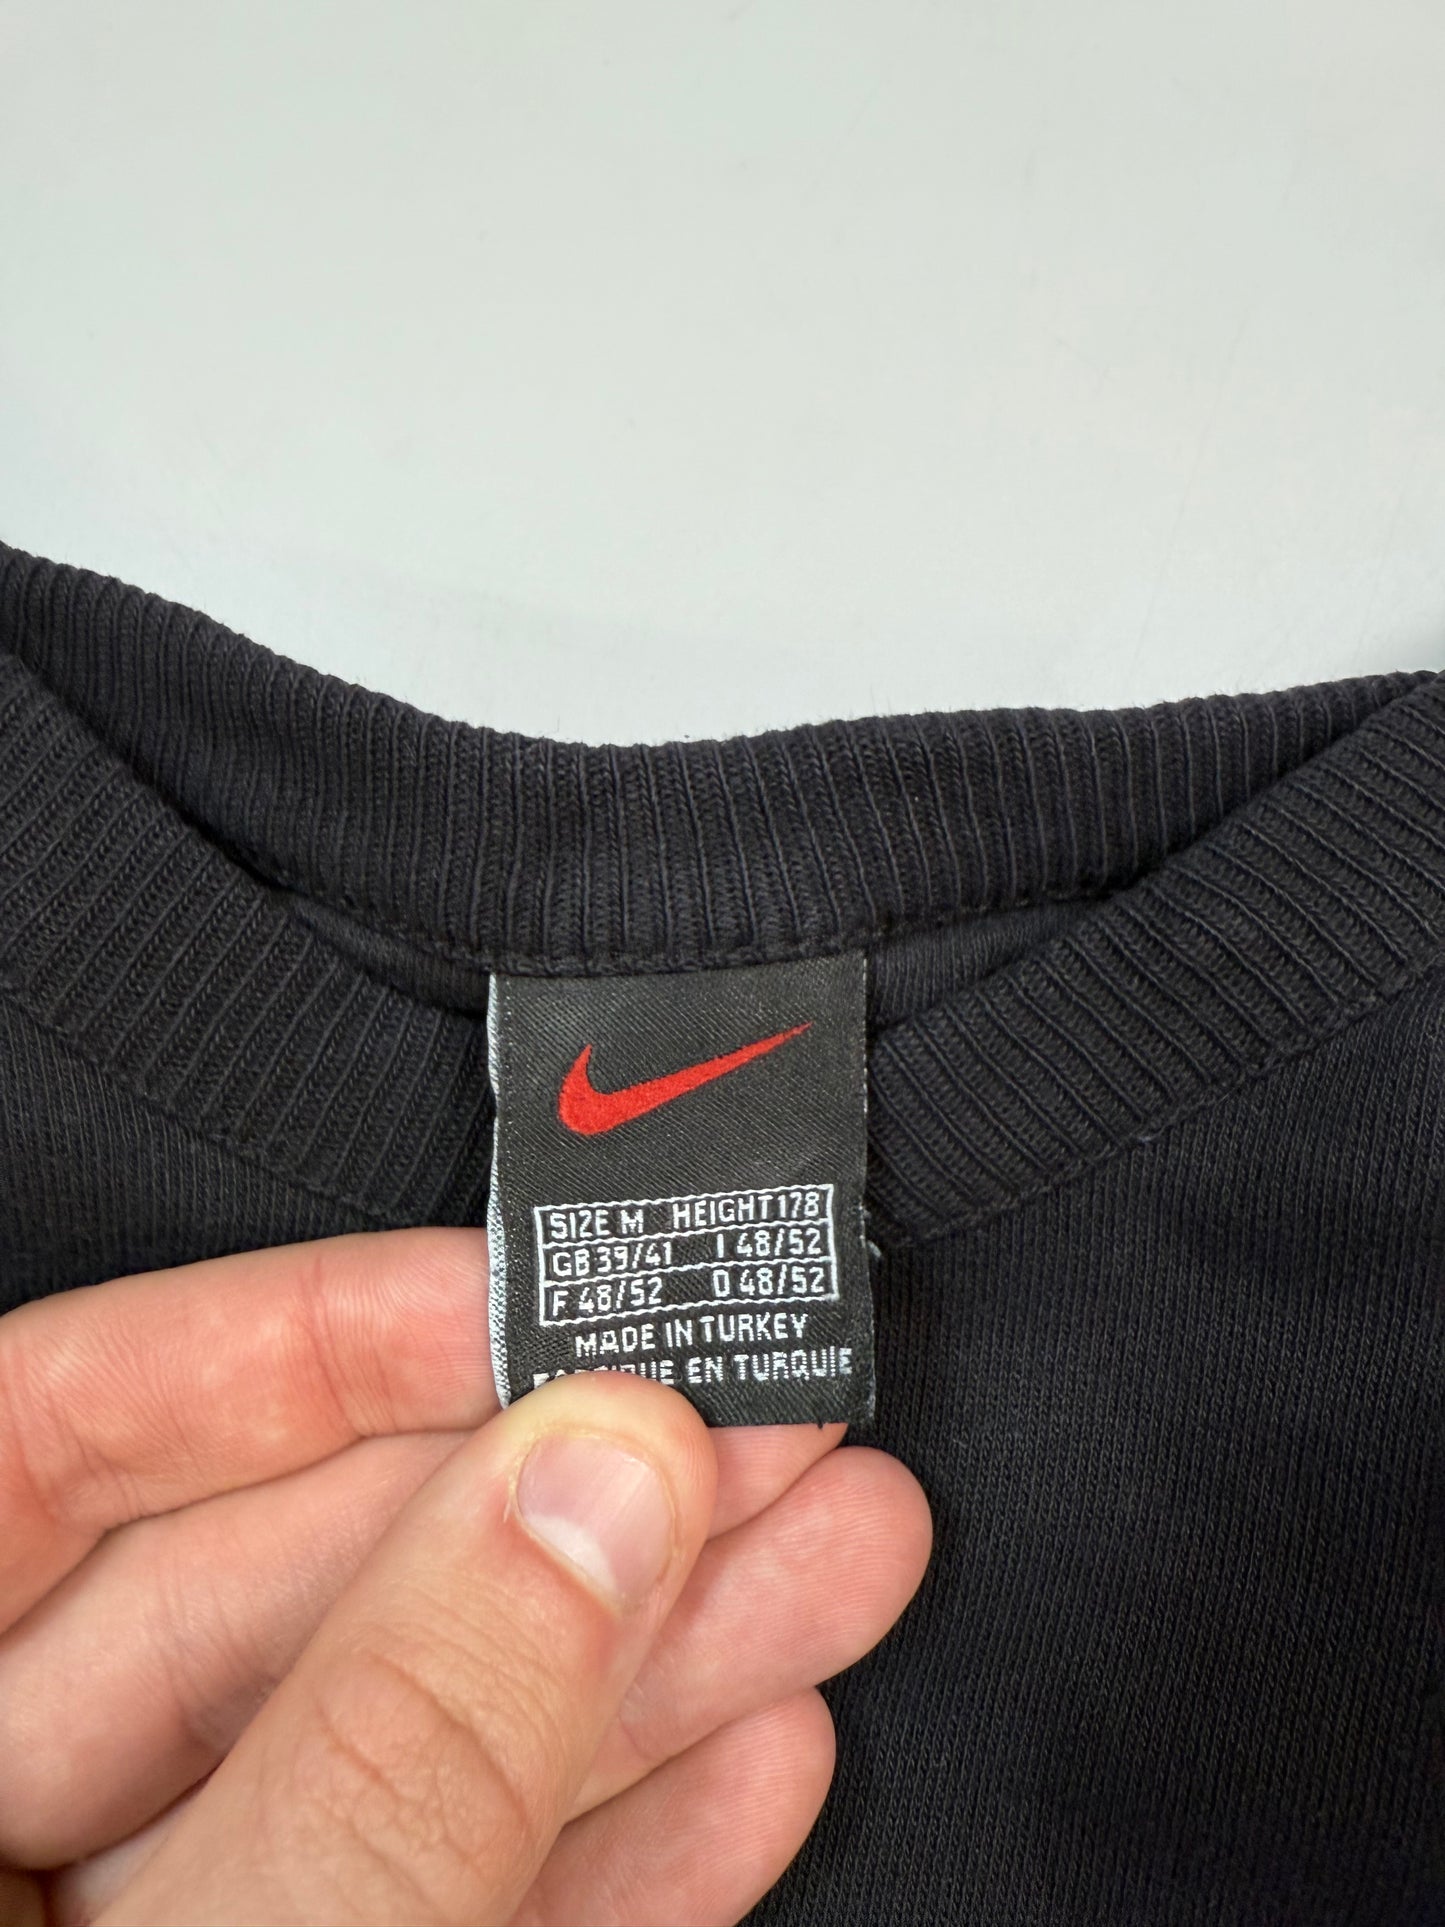 SIZE M HEIGHT 178
GB 39/41 I 48/52
F 48/52 D 48/52
MADE IN TURKEY
EN TURQUIE